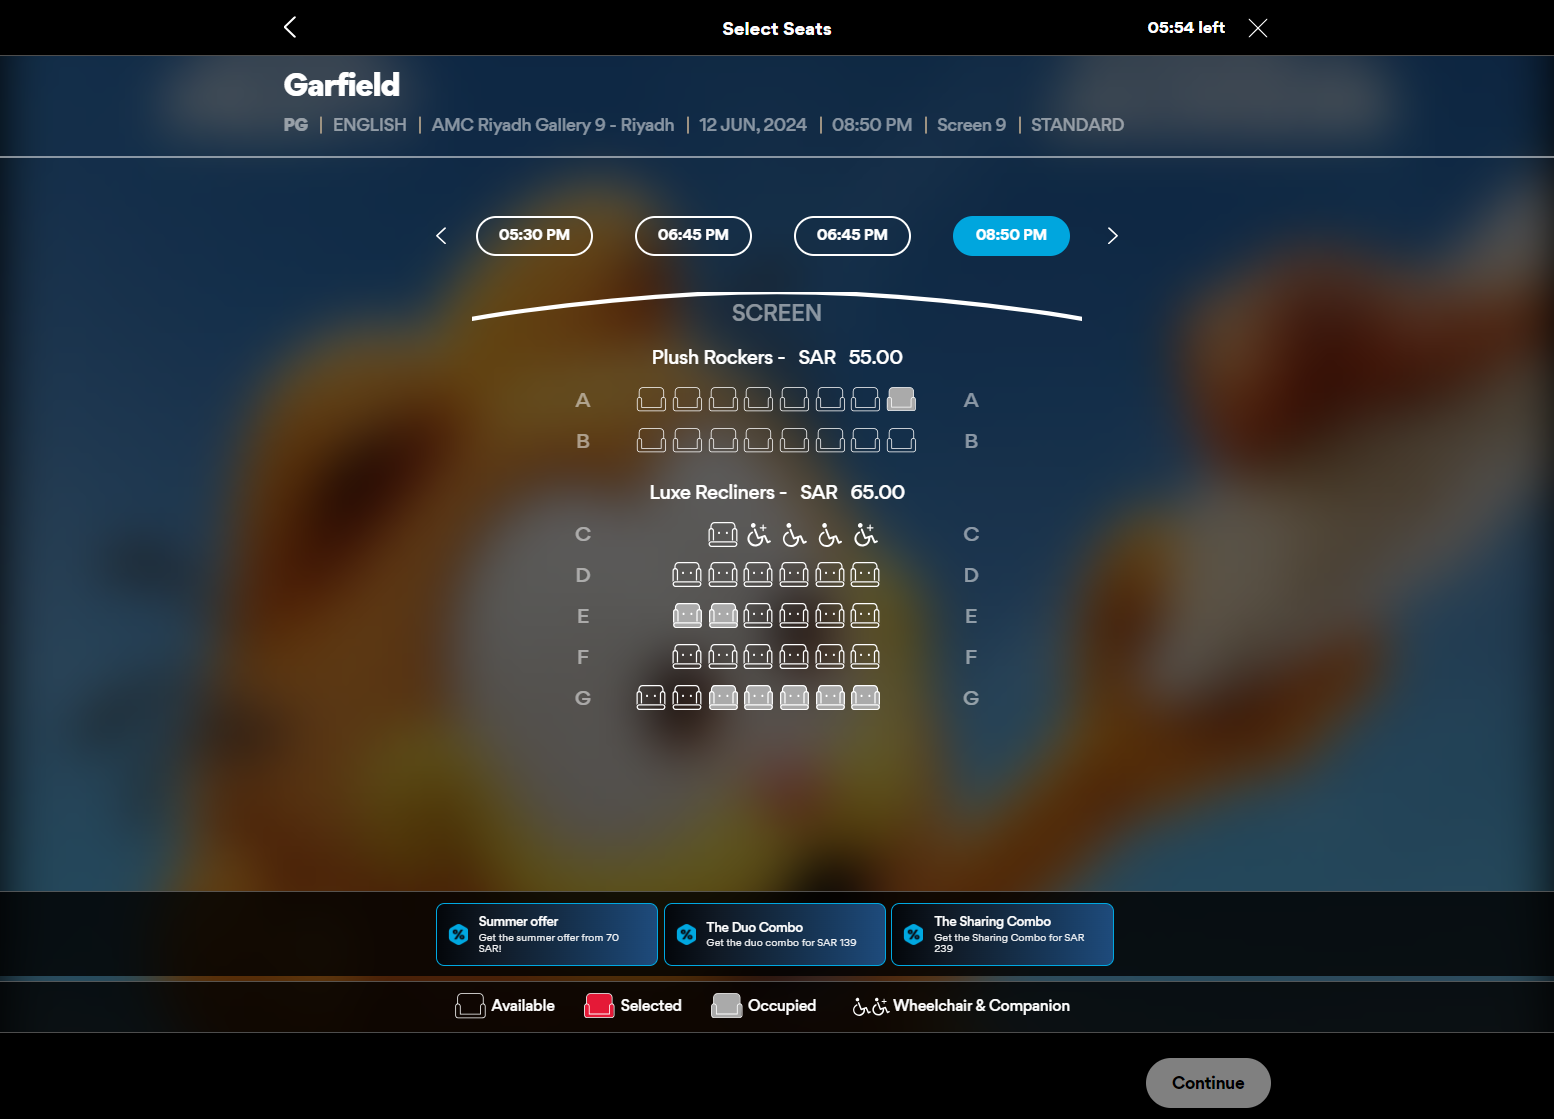 Select Seats
05:54 left
Garfield
PG | ENGLISH | AMC Riyadh Gallery 9 - Riyadh | 12 JUN, 2024 | 08:50 PM | Screen 9 | STANDARD
05:30 PM
06:45 PM
06:45 PM
08:50 PM
SCREEN
Plush Rockers - SAR 55.00
A A
B B
Luxe Recliners - SAR 65.00
C C
D D
E E
F F
G G
Summer offer
Get the summer offer from 70
SAR!
The Duo Combo
Get the duo combo for SAR 139
The Sharing Combo
Get the Sharing Combo for SAR
239
Available
Selected
Occupied
Wheelchair & Companion
Continue